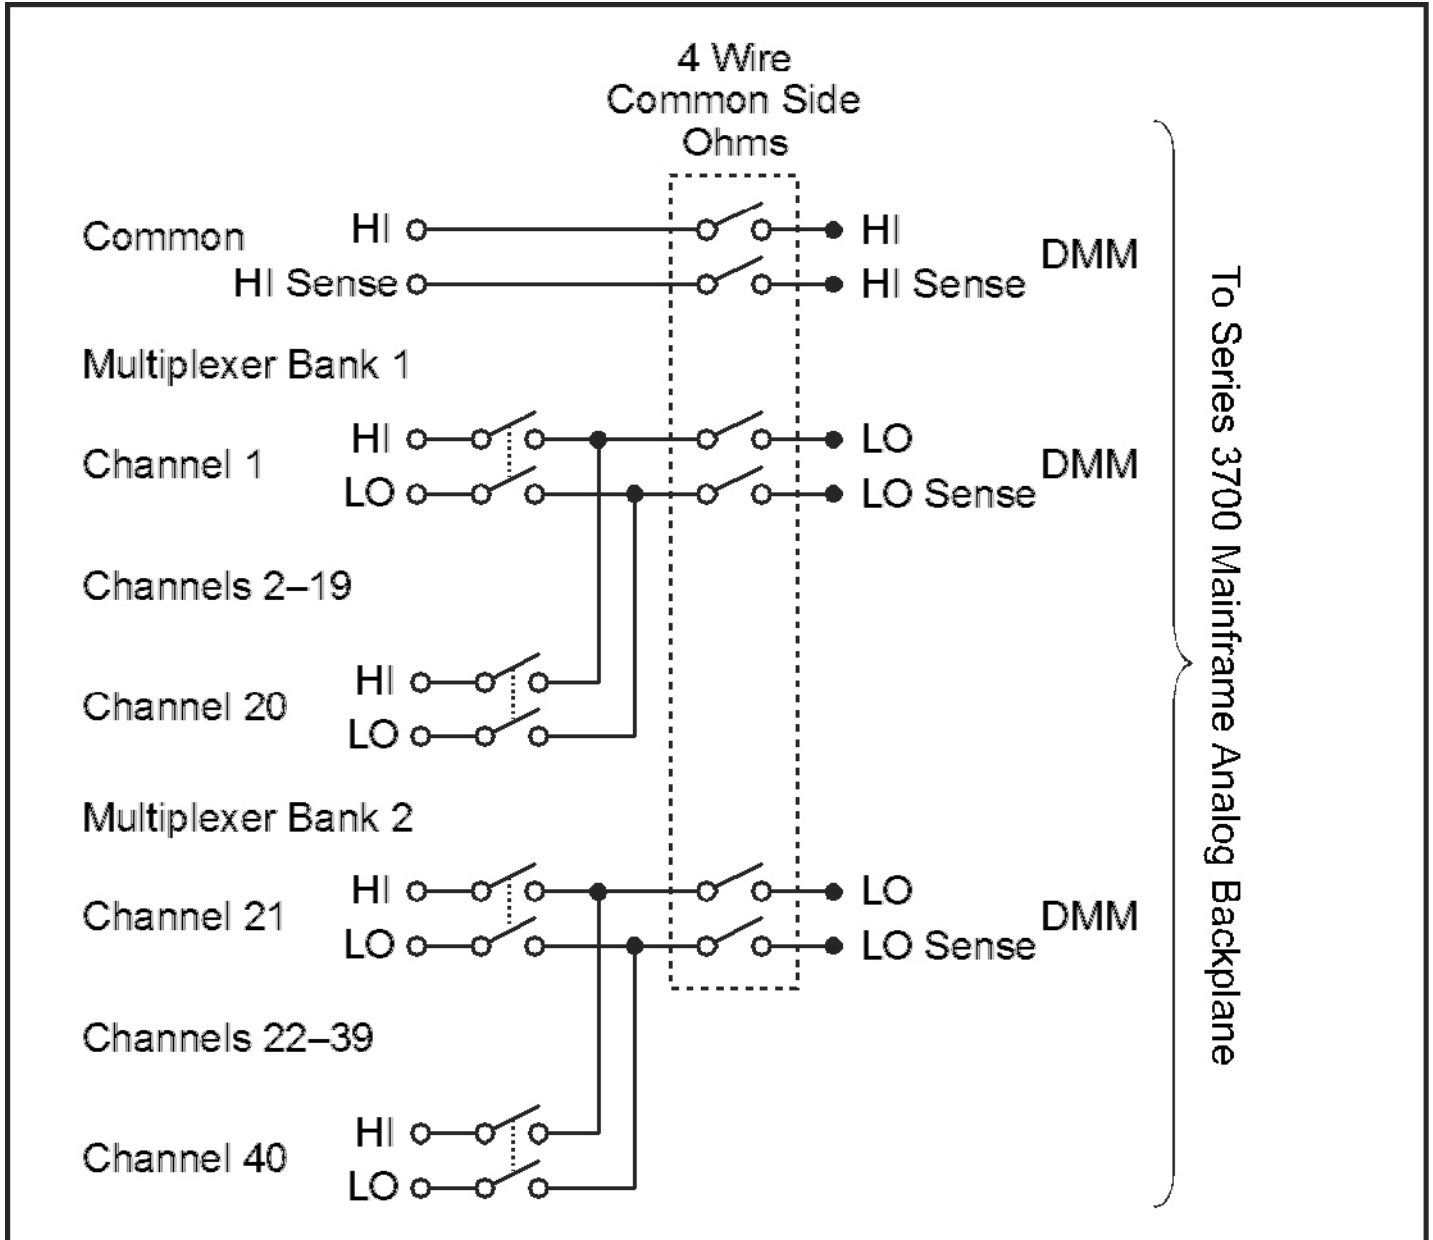 4 Wire
Common Side
Ohms
Common
HI
HI Sense
HI
HI Sense
DMM
Multiplexer Bank 1
Channel 1
HI
LO
LO
LO Sense
DMM
Channels 2–19
Channel 20
HI
LO
Multiplexer Bank 2
Channel 21
HI
LO
LO
LO Sense
DMM
Channels 22–39
Channel 40
HI
LO
To Series 3700 Mainframe Analog Backplane